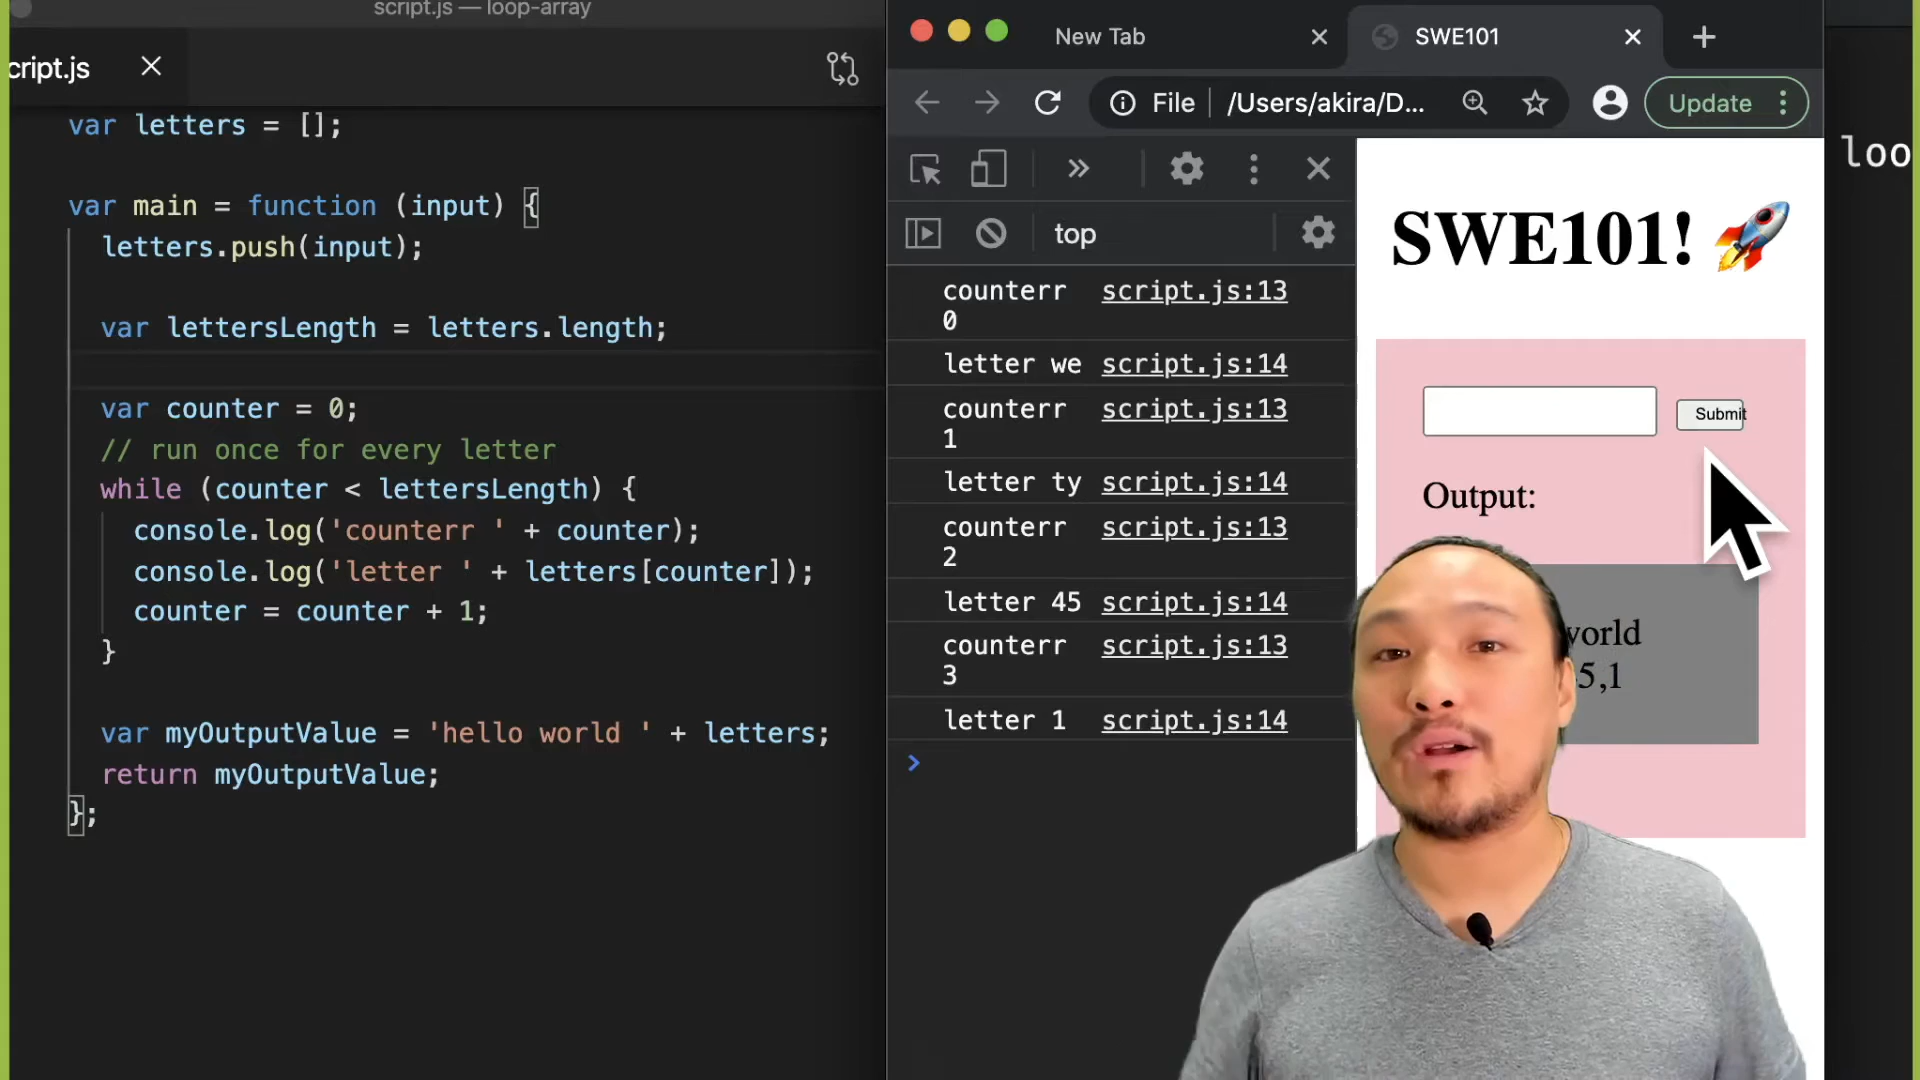 script.js — loop-array
cript.js
var letters = [];
var main = function (input) {
letters.push(input);
var lettersLength = letters.length;
var counter = 0;
// run once for every letter
while (counter < lettersLength) {
console.log('counterr ' + counter);
console.log('letter ' + letters[counter]);
counter = counter + 1;
}
var myOutputValue = 'hello world ' + letters;
return myOutputValue;
};
New Tab
SWE101
File
/Users/akira/D...
Update
top
counterr script.js:13
0
letter we script.js:14
counterr script.js:13
1
letter ty script.js:14
counterr script.js:13
2
letter 45 script.js:14
counterr script.js:13
3
letter 1 script.js:14
SWE101! 🚀
Submit
Output:
world
5,1
loo